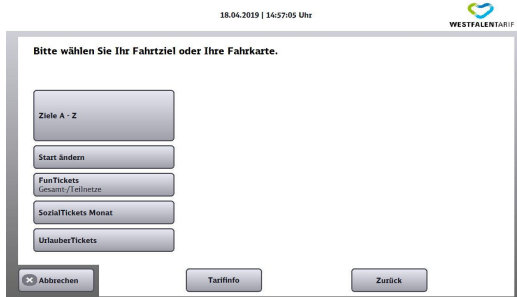 18.04.2019 | 14:57:05 Uhr
WESTFALENTARIF
Bitte wählen Sie Ihr Fahrtziel oder Ihre Fahrkarte.
Ziele A - Z
Start ändern
FunTickets
Gesamt-/Teilnetze
SozialTickets Monat
UrlauberTickets
Abbrechen
Tarifinfo
Zurück